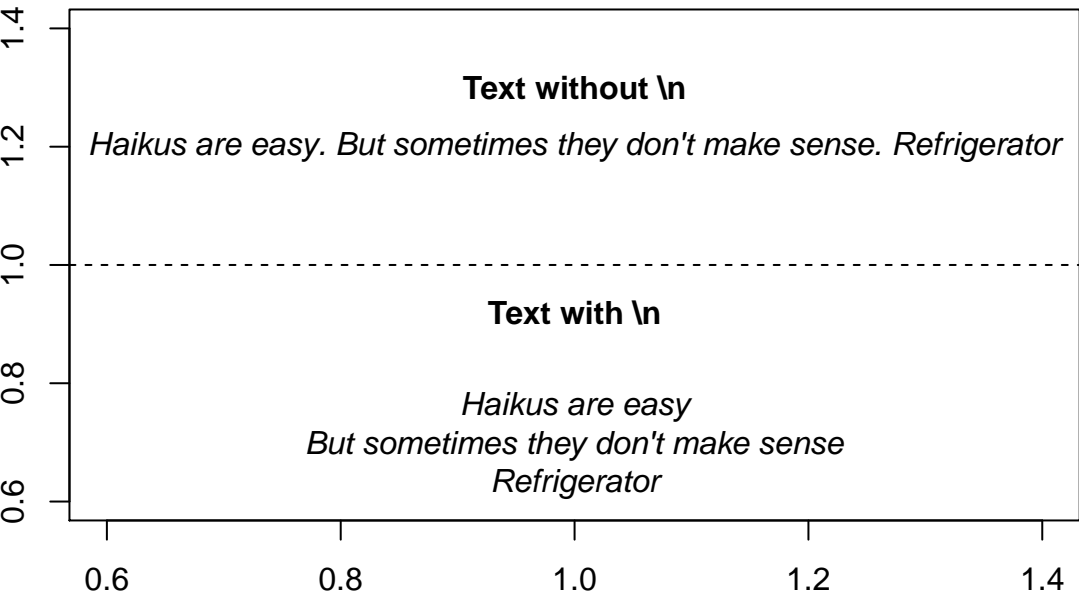 1.4
Text without \n
1.2
Haikus are easy. But sometimes they don't make sense. Refrigerator
1.0
Text with \n
0.8
Haikus are easy
But sometimes they don't make sense
Refrigerator
0.6
0.6 0.8 1.0 1.2 1.4